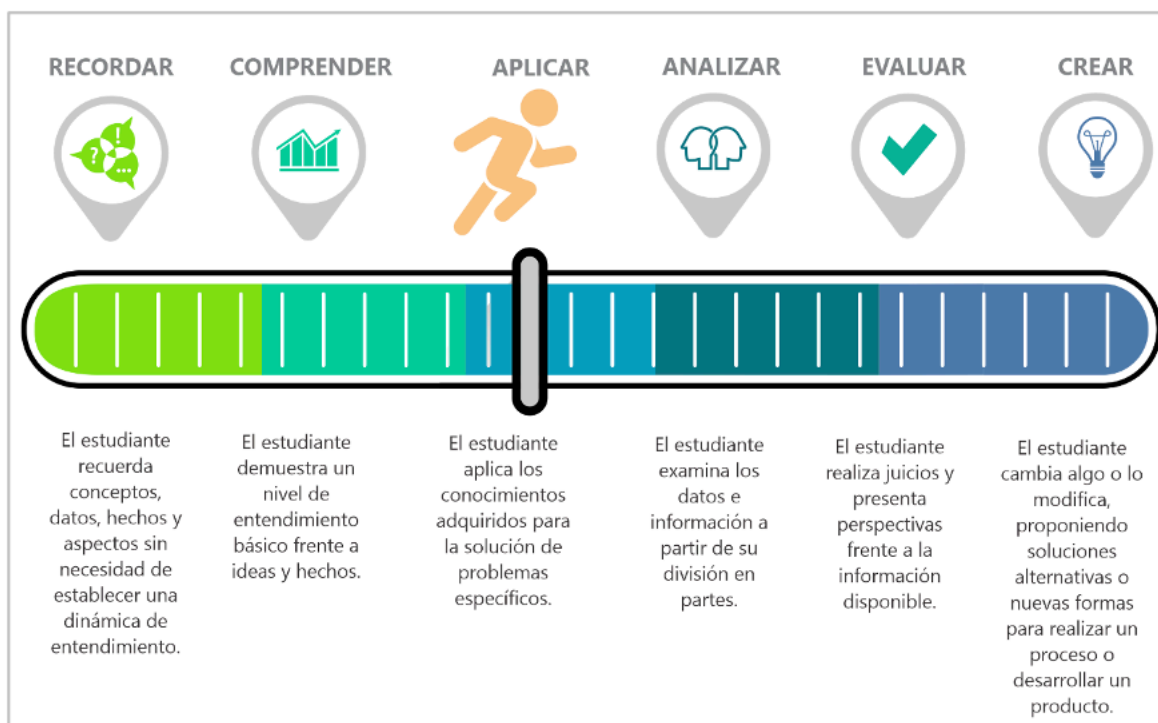 RECORDAR
COMPRENDER
APLICAR
ANALIZAR
EVALUAR
CREAR
?
!
...
El estudiante
recuerda
conceptos,
datos, hechos y
aspectos sin
necesidad de
establecer una
dinámica de
entendimiento.
El estudiante
demuestra un
nivel de
entendimiento
básico frente a
ideas y hechos.
El estudiante
aplica los
conocimientos
adquiridos para
la solución de
problemas
específicos.
El estudiante
examina los
datos e
información a
partir de su
división en
partes.
El estudiante
realiza juicios y
presenta
perspectivas
frente a la
información
disponible.
El estudiante
cambia algo o lo
modifica,
proponiendo
soluciones
alternativas o
nuevas formas
para realizar un
proceso o
desarrollar un
producto.